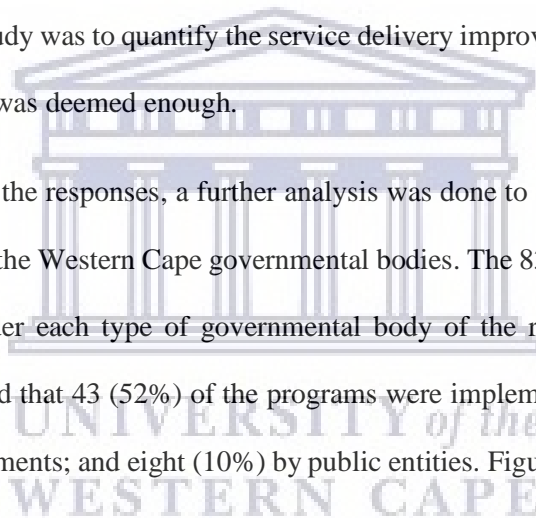 udy was to quantify the service delivery improv
was deemed enough.
the responses, a further analysis was done to
the Western Cape governmental bodies. The 8
er each type of governmental body of the r
d that 43 (52%) of the programs were implem
UNIVERSITY of the
ments; and eight (10%) by public entities. Figu
WESTERN CAPE